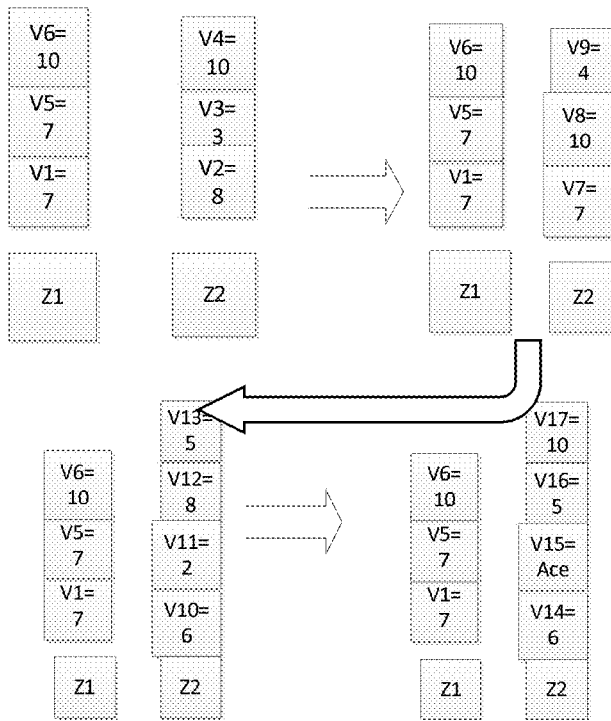 V6=
10
V5=
7
V1=
7
Z1
V4=
10
V3=
3
V2=
8
Z2
V6=
10
V5=
7
V1=
7
Z1
V9=
4
V8=
10
V7=
7
Z2
V6=
10
V5=
7
V1=
7
Z1
V13=
5
V12=
8
V11=
2
V10=
6
Z2
V6=
10
V5=
7
V1=
7
Z1
V17=
10
V16=
5
V15=
Ace
V14=
6
Z2